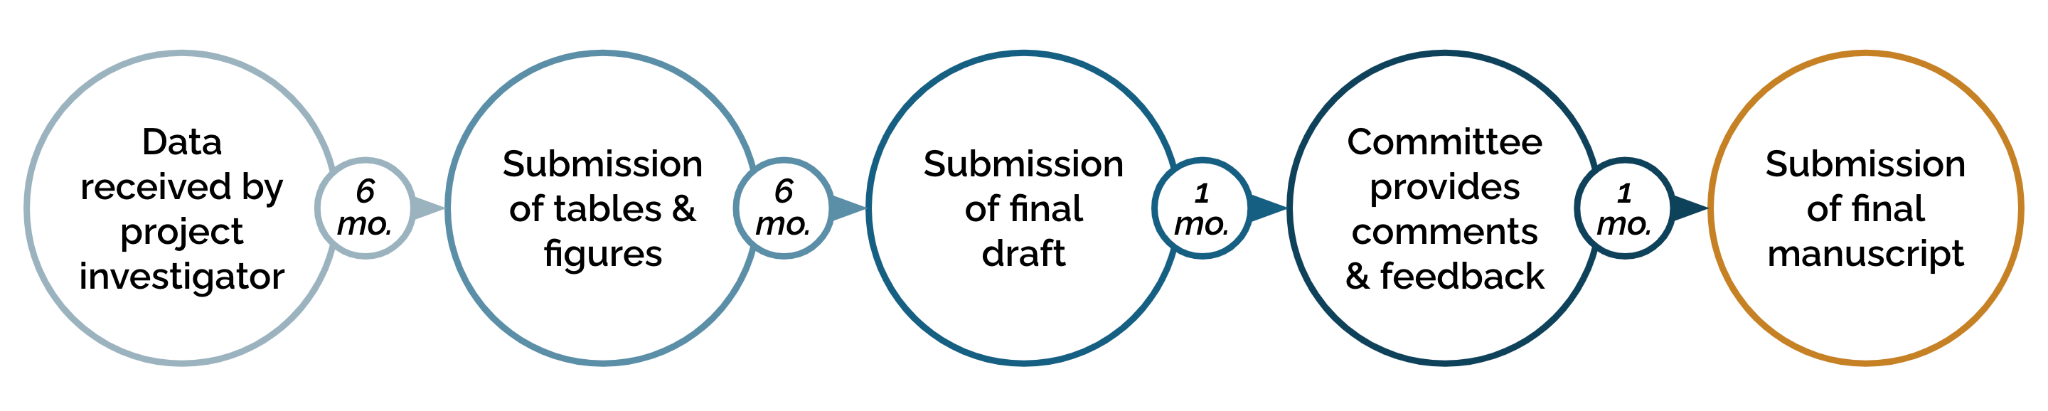 Data
received by
project
investigator
6
mo.
Submission
of tables &
figures
6
mo.
Submission
of final
draft
1
mo.
Committee
provides
comments
& feedback
1
mo.
Submission
of final
manuscript